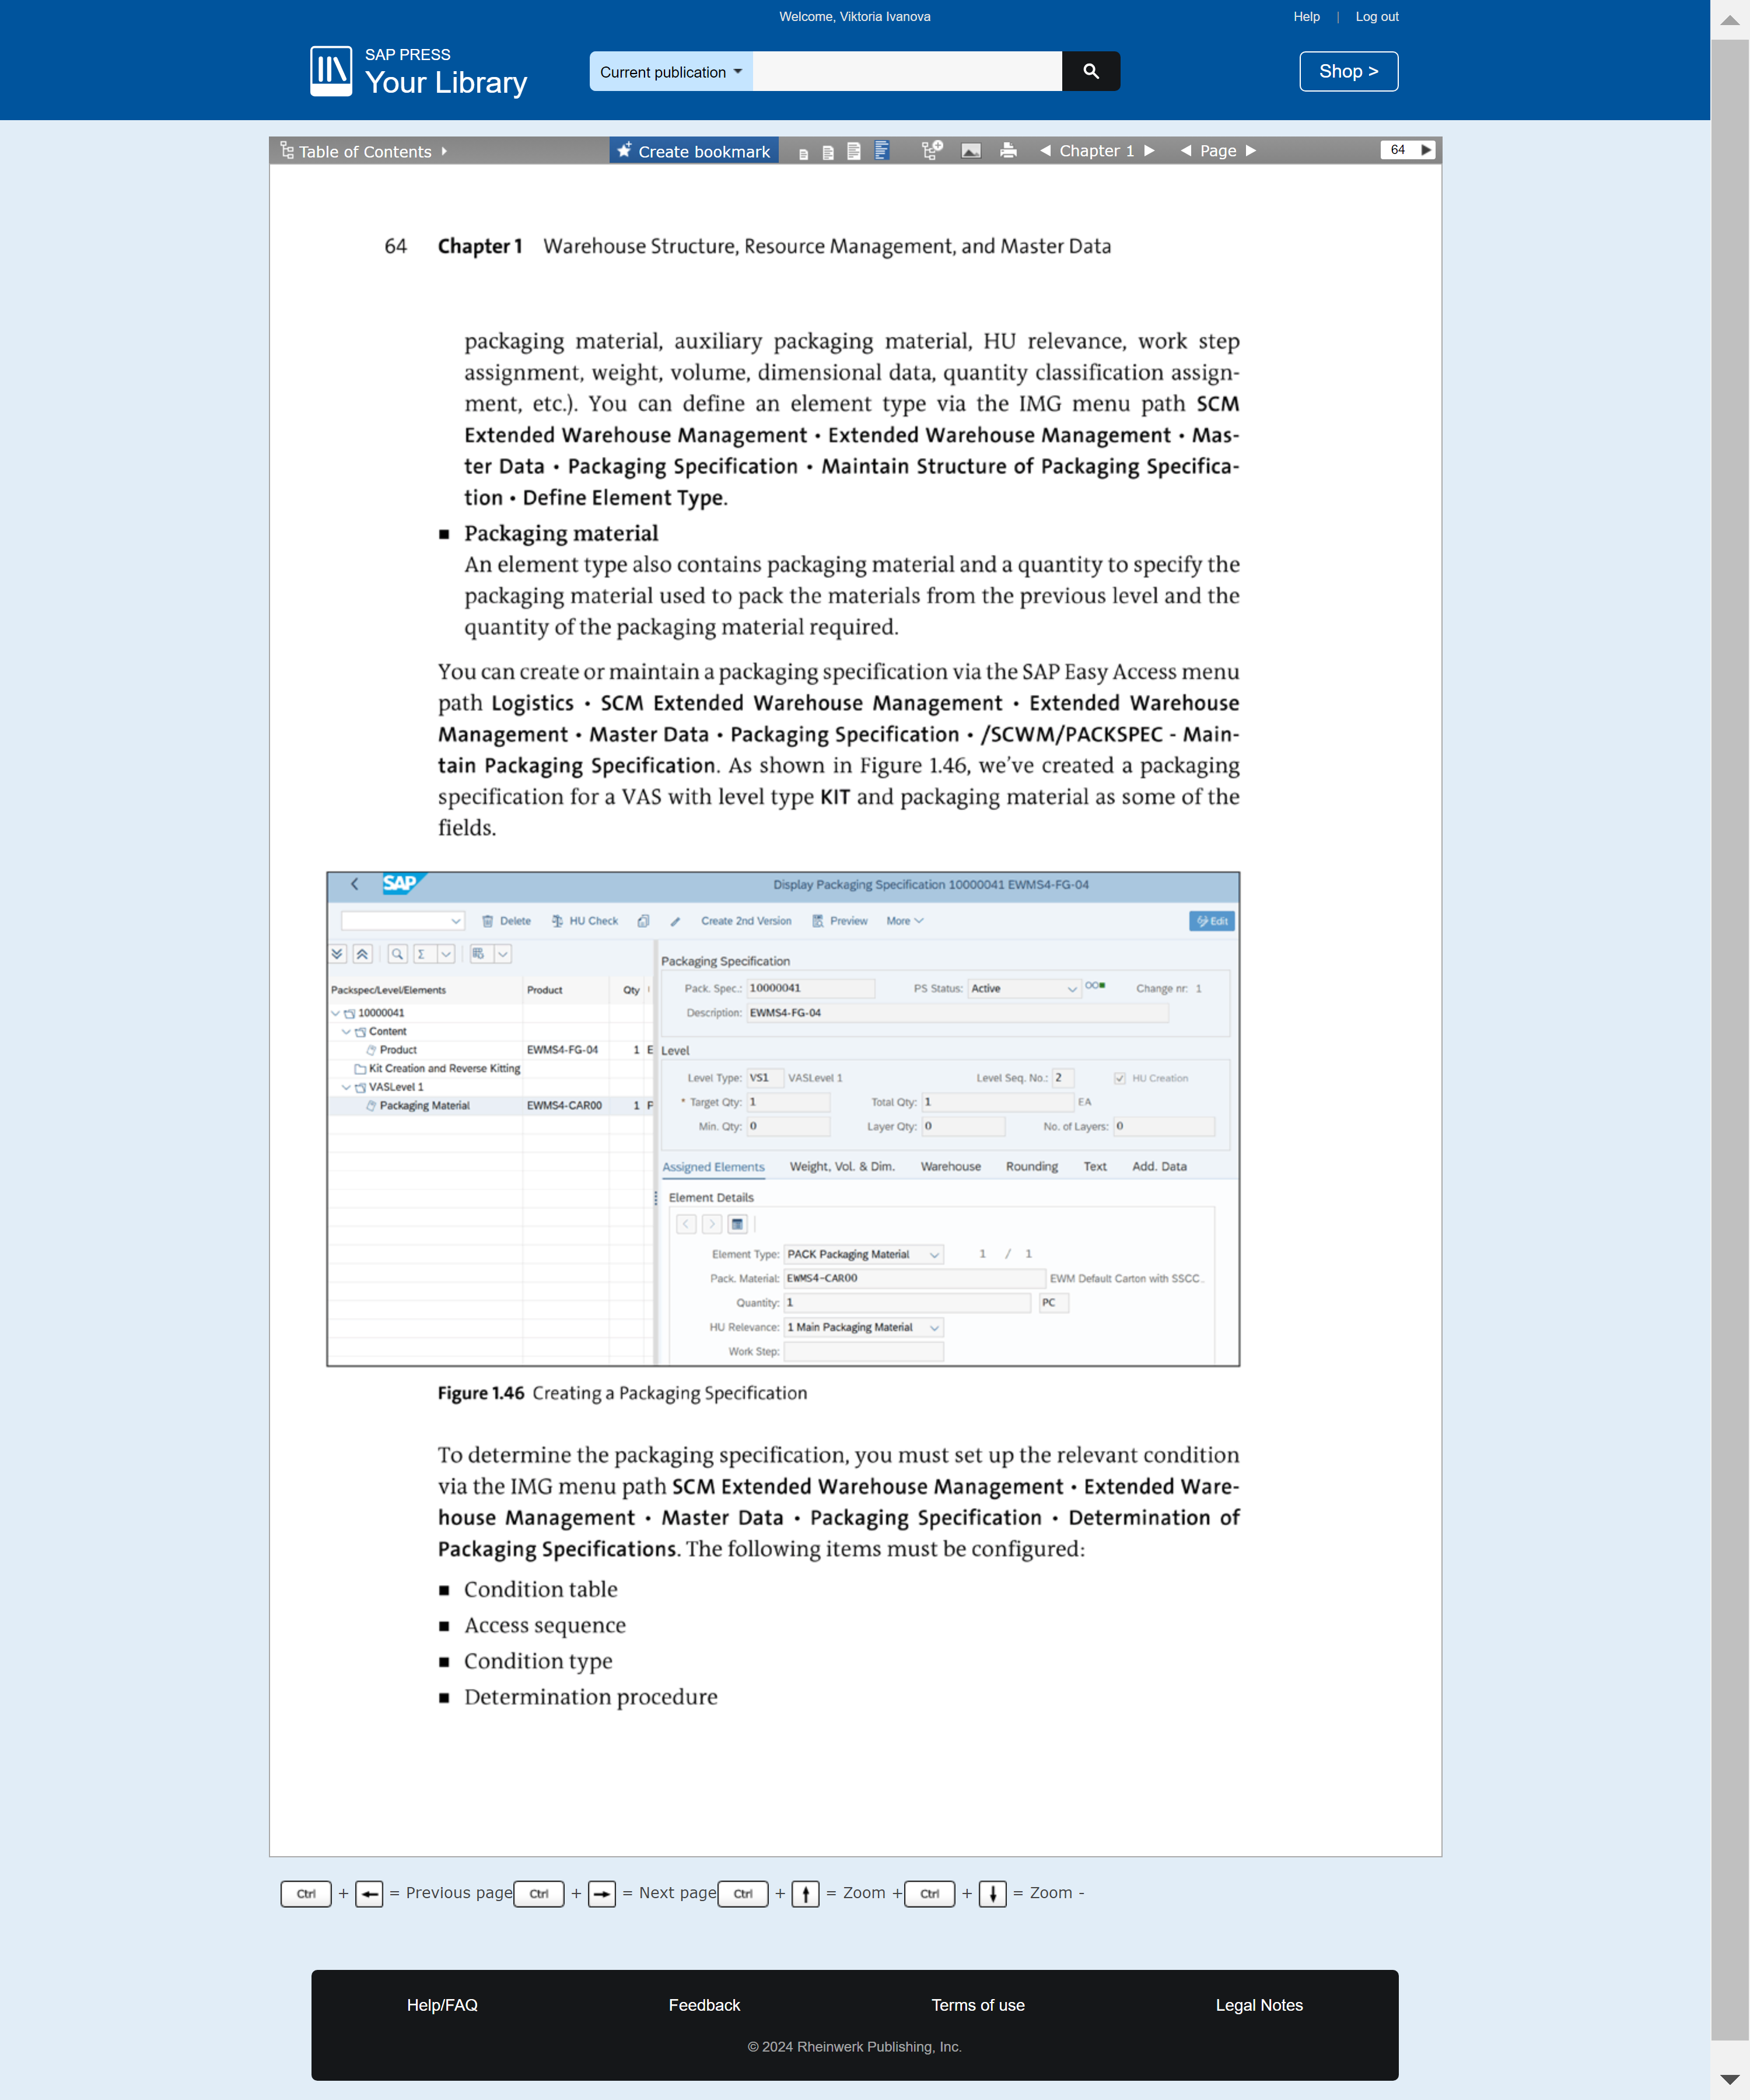 Welcome, Viktoria Ivanova
Help | Log out
SAP PRESS
Your Library
Current publication
Shop >
Table of Contents
Create bookmark
Chapter 1
Page
64
64 Chapter 1 Warehouse Structure, Resource Management, and Master Data
packaging material, auxiliary packaging material, HU relevance, work step
assignment, weight, volume, dimensional data, quantity classification assign-
ment, etc.). You can define an element type via the IMG menu path SCM
Extended Warehouse Management • Extended Warehouse Management • Mas-
ter Data • Packaging Specification • Maintain Structure of Packaging Specifica-
tion • Define Element Type.
■ Packaging material
An element type also contains packaging material and a quantity to specify the
packaging material used to pack the materials from the previous level and the
quantity of the packaging material required.
You can create or maintain a packaging specification via the SAP Easy Access menu
path Logistics • SCM Extended Warehouse Management • Extended Warehouse
Management • Master Data • Packaging Specification • /SCWM/PACKSPEC - Main-
tain Packaging Specification. As shown in Figure 1.46, we've created a packaging
specification for a VAS with level type KIT and packaging material as some of the
fields.
SAP
Display Packaging Specification 10000041 EWMS4-FG-04
Delete HU Check Create 2nd Version Preview More Edit
Packspec/Level/Elements Product Qty
10000041
Content
Product EWMS4-FG-04 1 E
Kit Creation and Reverse Kitting
VASLevel 1
Packaging Material EWMS4-CAR00 1 P
Packaging Specification
Pack. Spec.: 10000041 PS Status: Active Change nr: 1
Description: EWMS4-FG-04
Level
Level Type: VS1 VASLevel 1 Level Seq. No.: 2 HU Creation
* Target Qty: 1 Total Qty: 1 EA
Min. Qty: 0 Layer Qty: 0 No. of Layers: 0
Assigned Elements Weight, Vol. & Dim. Warehouse Rounding Text Add. Data
Element Details
Element Type: PACK Packaging Material 1 / 1
Pack. Material: EWMS4-CAR00 EWM Default Carton with SSCC..
Quantity: 1 PC
HU Relevance: 1 Main Packaging Material
Work Step:
Figure 1.46 Creating a Packaging Specification
To determine the packaging specification, you must set up the relevant condition
via the IMG menu path SCM Extended Warehouse Management • Extended Ware-
house Management • Master Data • Packaging Specification • Determination of
Packaging Specifications. The following items must be configured:
■ Condition table
■ Access sequence
■ Condition type
■ Determination procedure
Ctrl + ← = Previous page Ctrl + → = Next page Ctrl + ↑ = Zoom + Ctrl + ↓ = Zoom -
Help/FAQ Feedback Terms of use Legal Notes
© 2024 Rheinwerk Publishing, Inc.